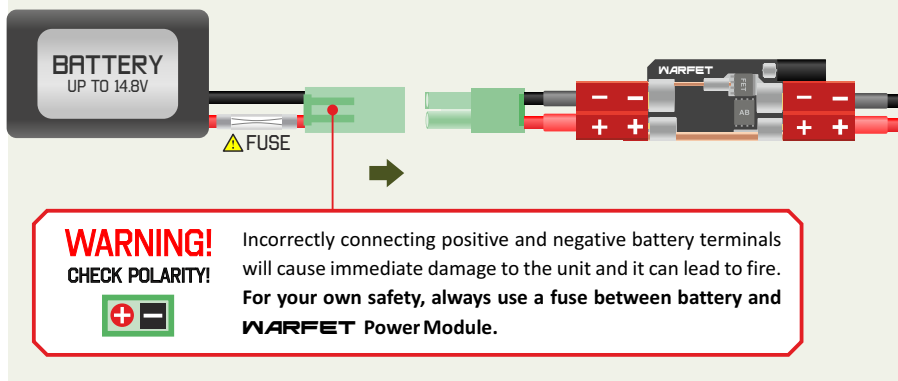 BATTERY
UP TO 14.8V
FUSE
WARFET
FET
AB
− − − −
+ + + +
WARNING!
CHECK POLARITY!
+ −
Incorrectly connecting positive and negative battery terminals
will cause immediate damage to the unit and it can lead to fire.
For your own safety, always use a fuse between battery and
WARFET Power Module.